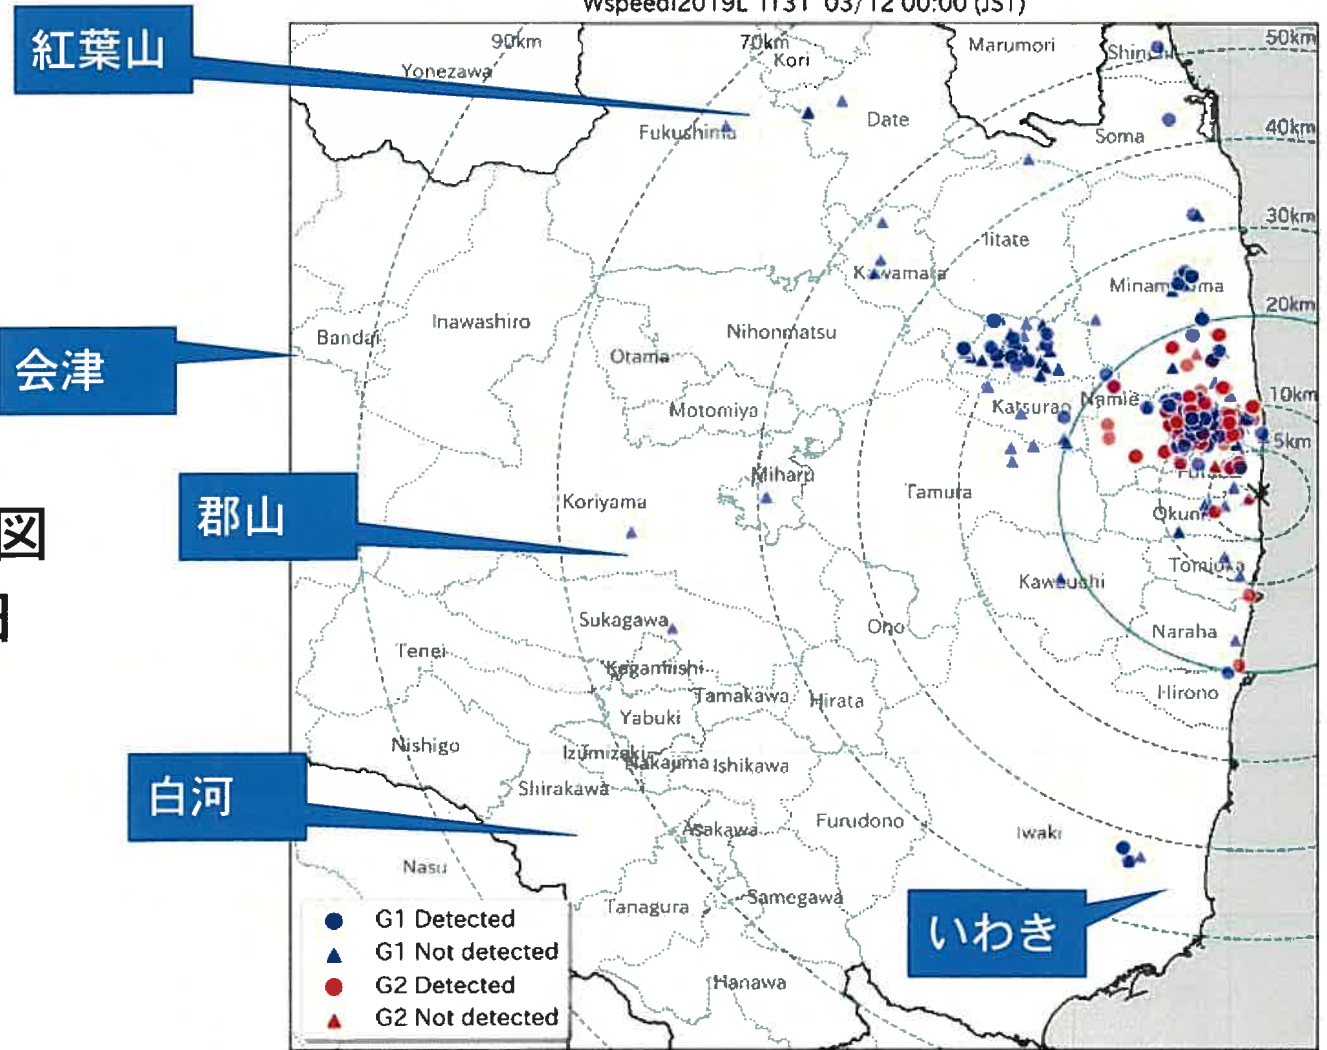 Wspeedi2019L I131 03/12 00:00 (JST)
紅葉山
会津
郡山
白河
いわき
図
90km
70km
50km
40km
30km
20km
10km
5km
Yonezawa
Kori
Marumori
Fukushima
Date
Soma
Iitate
Kawamata
Bandai
Inawashiro
Nihonmatsu
Otama
Motomiya
Katsurao
Namie
Miharu
Koriyama
Tamura
Tomioka
Kawauchi
Sukagawa
Ono
Naraha
Tenei
Kagamiishi
Tamakawa
Hirata
Hirono
Yabuki
Nishigo
Izumizaki
Nakajima
Ishikawa
Shirakawa
Asakawa
Furudono
Iwaki
Nasu
Tanagura
Samegawa
Hanawa
G1 Detected
G1 Not detected
G2 Detected
G2 Not detected